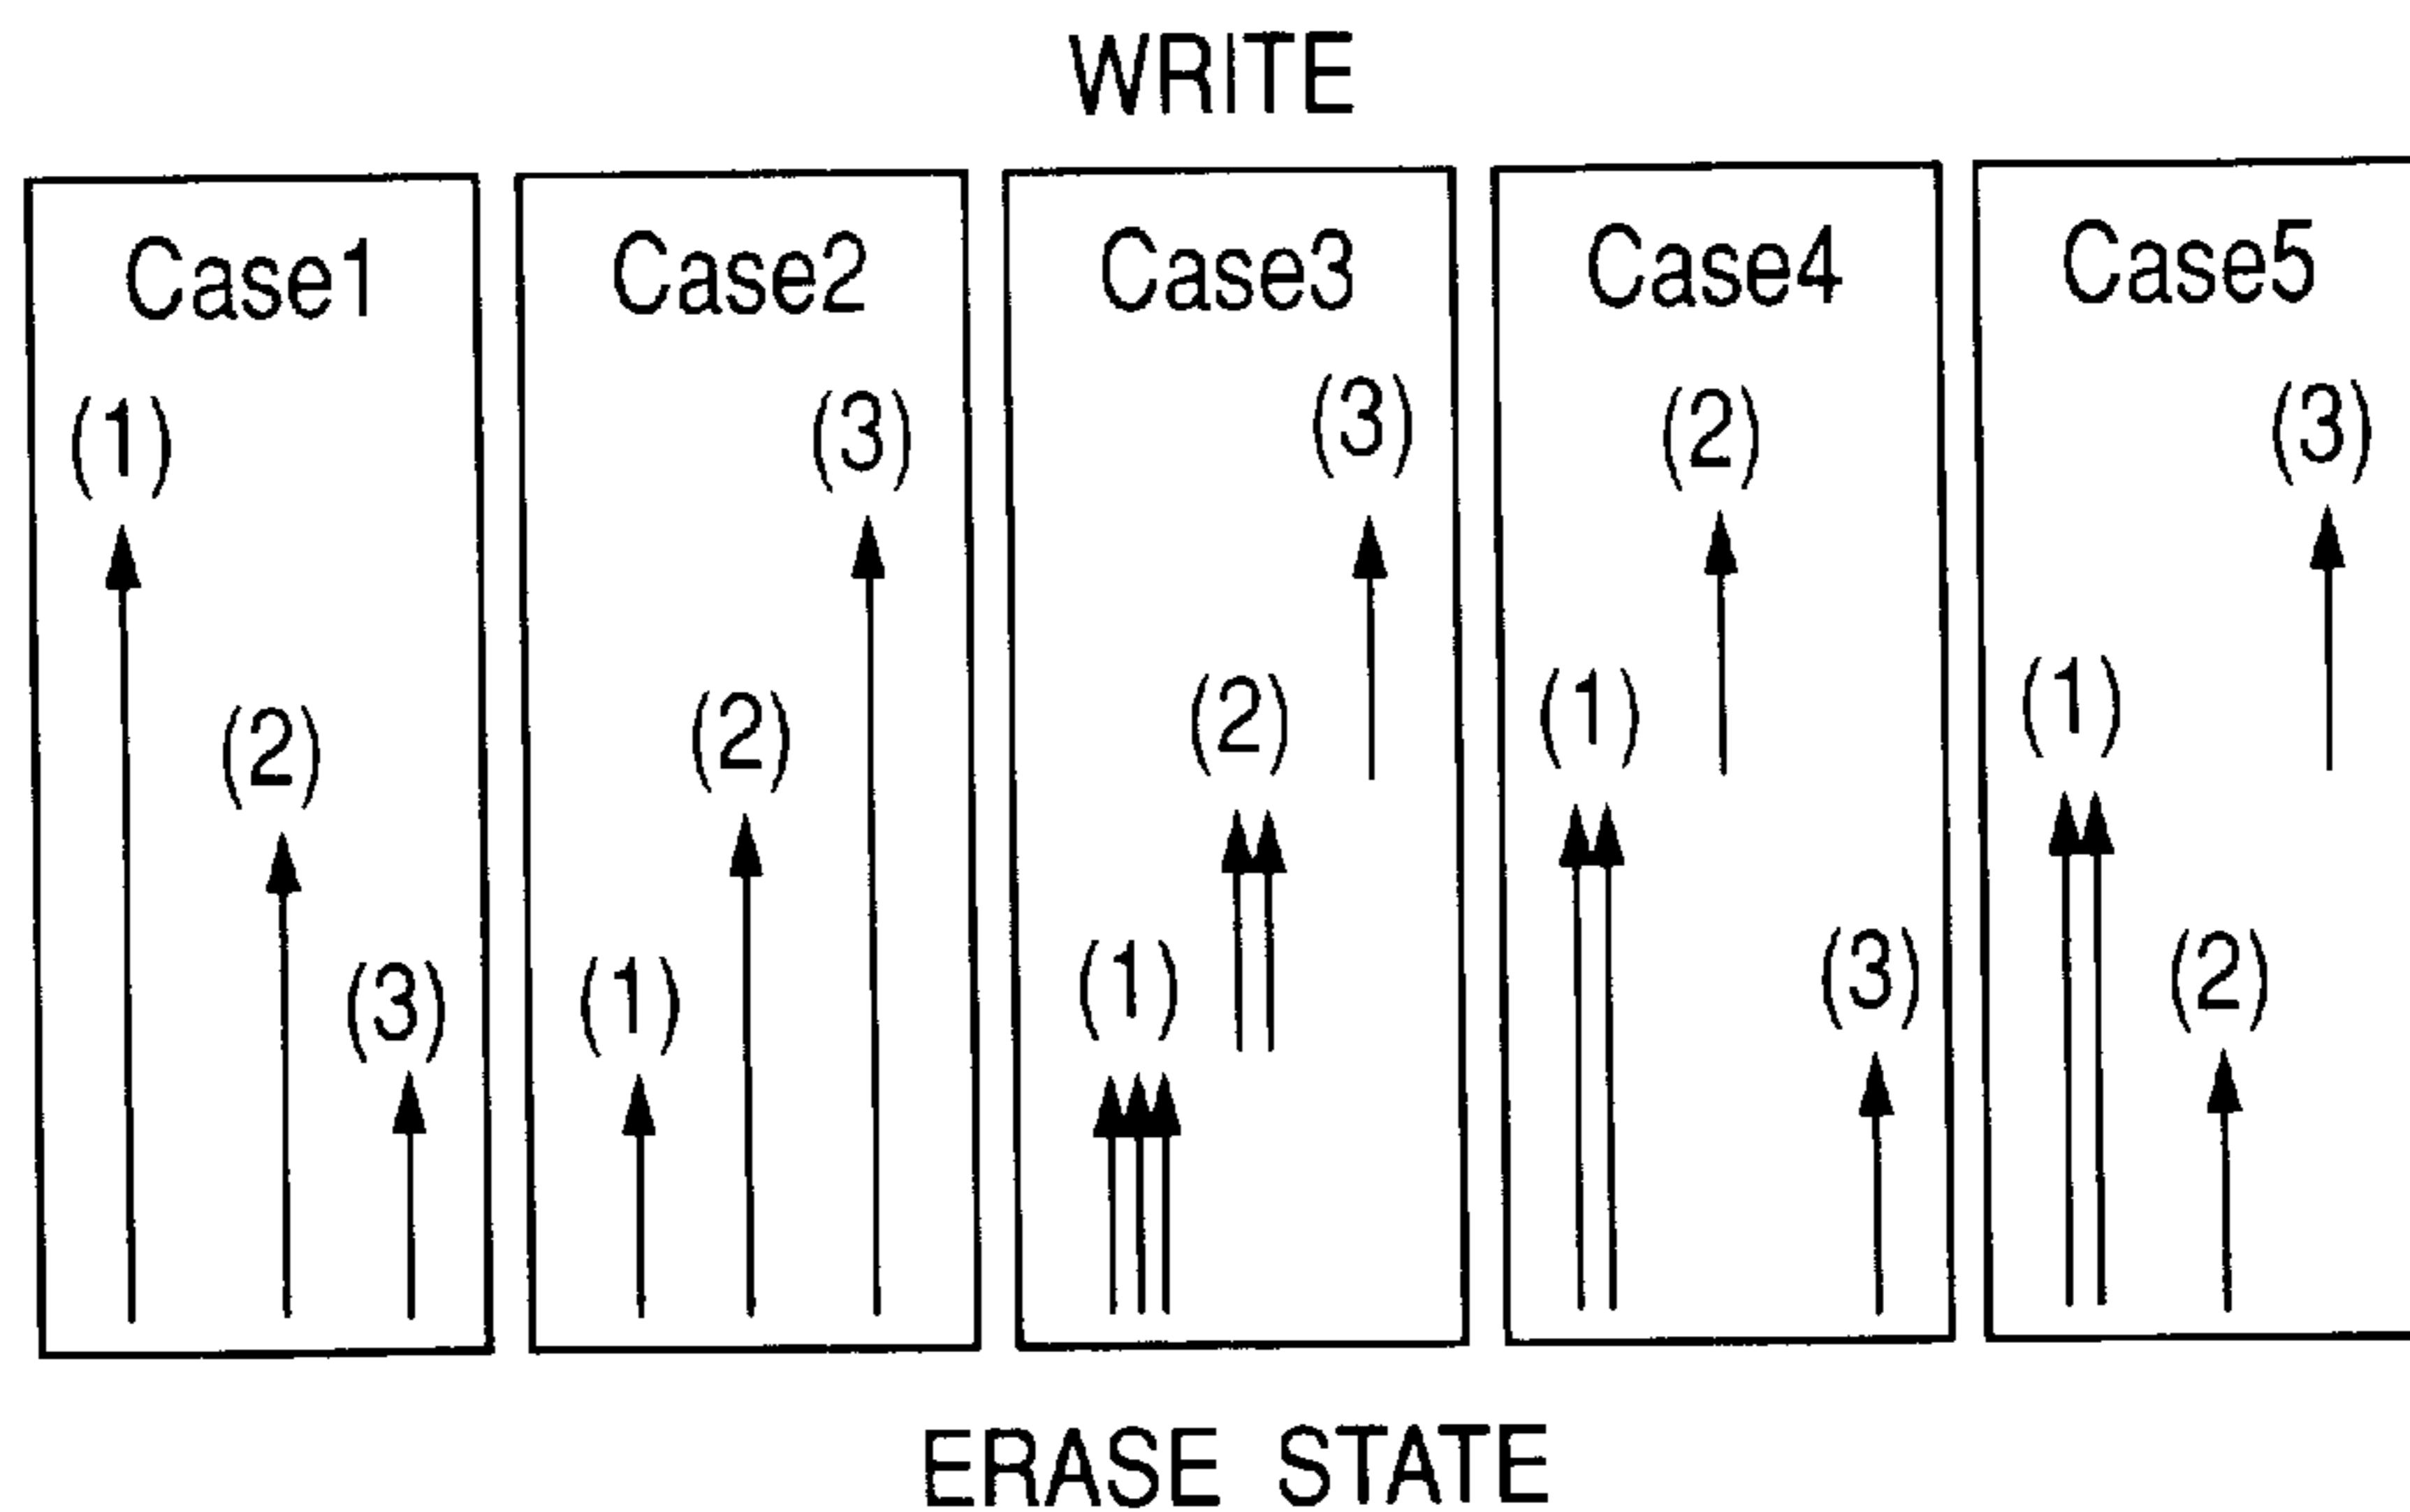 WRITE
Case1 Case2 Case3 Case4 Case5
(1) (3) (3) (2) (3)
(2) (2) (2) (1) (1)
(3) (1) (1) (3) (2)
ERASE STATE